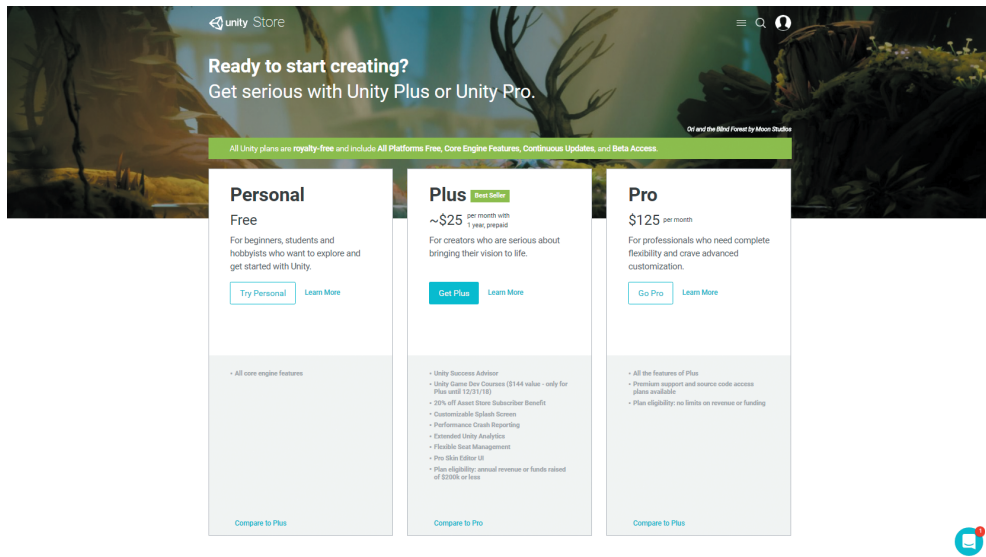 unity Store
Ready to start creating?
Get serious with Unity Plus or Unity Pro.
Ori and the Blind Forest by Moon Studios
All Unity plans are royalty-free and include All Platforms Free, Core Engine Features, Continuous Updates, and Beta Access.
Personal
Free
For beginners, students and
hobbyists who want to explore and
get started with Unity.
Try Personal
Learn More
• All core engine features
Compare to Plus
Plus
Best Seller
~$25
per month with
1 year, prepaid
For creators who are serious about
bringing their vision to life.
Get Plus
Learn More
• Unity Success Advisor
• Unity Game Dev Courses ($144 value - only for
Plus until 12/31/18)
• 20% off Asset Store Subscriber Benefit
• Customizable Splash Screen
• Performance Crash Reporting
• Extended Unity Analytics
• Flexible Seat Management
• Pro Skin Editor UI
• Plan eligibility: annual revenue or funds raised
of $200k or less
Compare to Pro
Pro
$125 per month
For professionals who need complete
flexibility and crave advanced
customization.
Go Pro
Learn More
• All the features of Plus
• Premium support and source code access
plans available
• Plan eligibility: no limits on revenue or funding
Compare to Plus
1